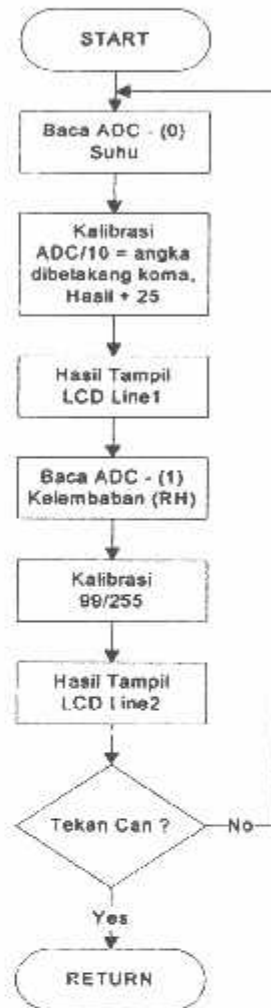 START
Baca ADC - (0)
Suhu
Kalibrasi
ADC/10 = angka
dibetakang koma,
Hasil + 25
Hasil Tampil
LCD Line1
Baca ADC - (1)
Kelembaban (RH)
Kalibrasi
99/255
Hasil Tampil
LCD Line2
Tekan Can ?
No
Yes
RETURN